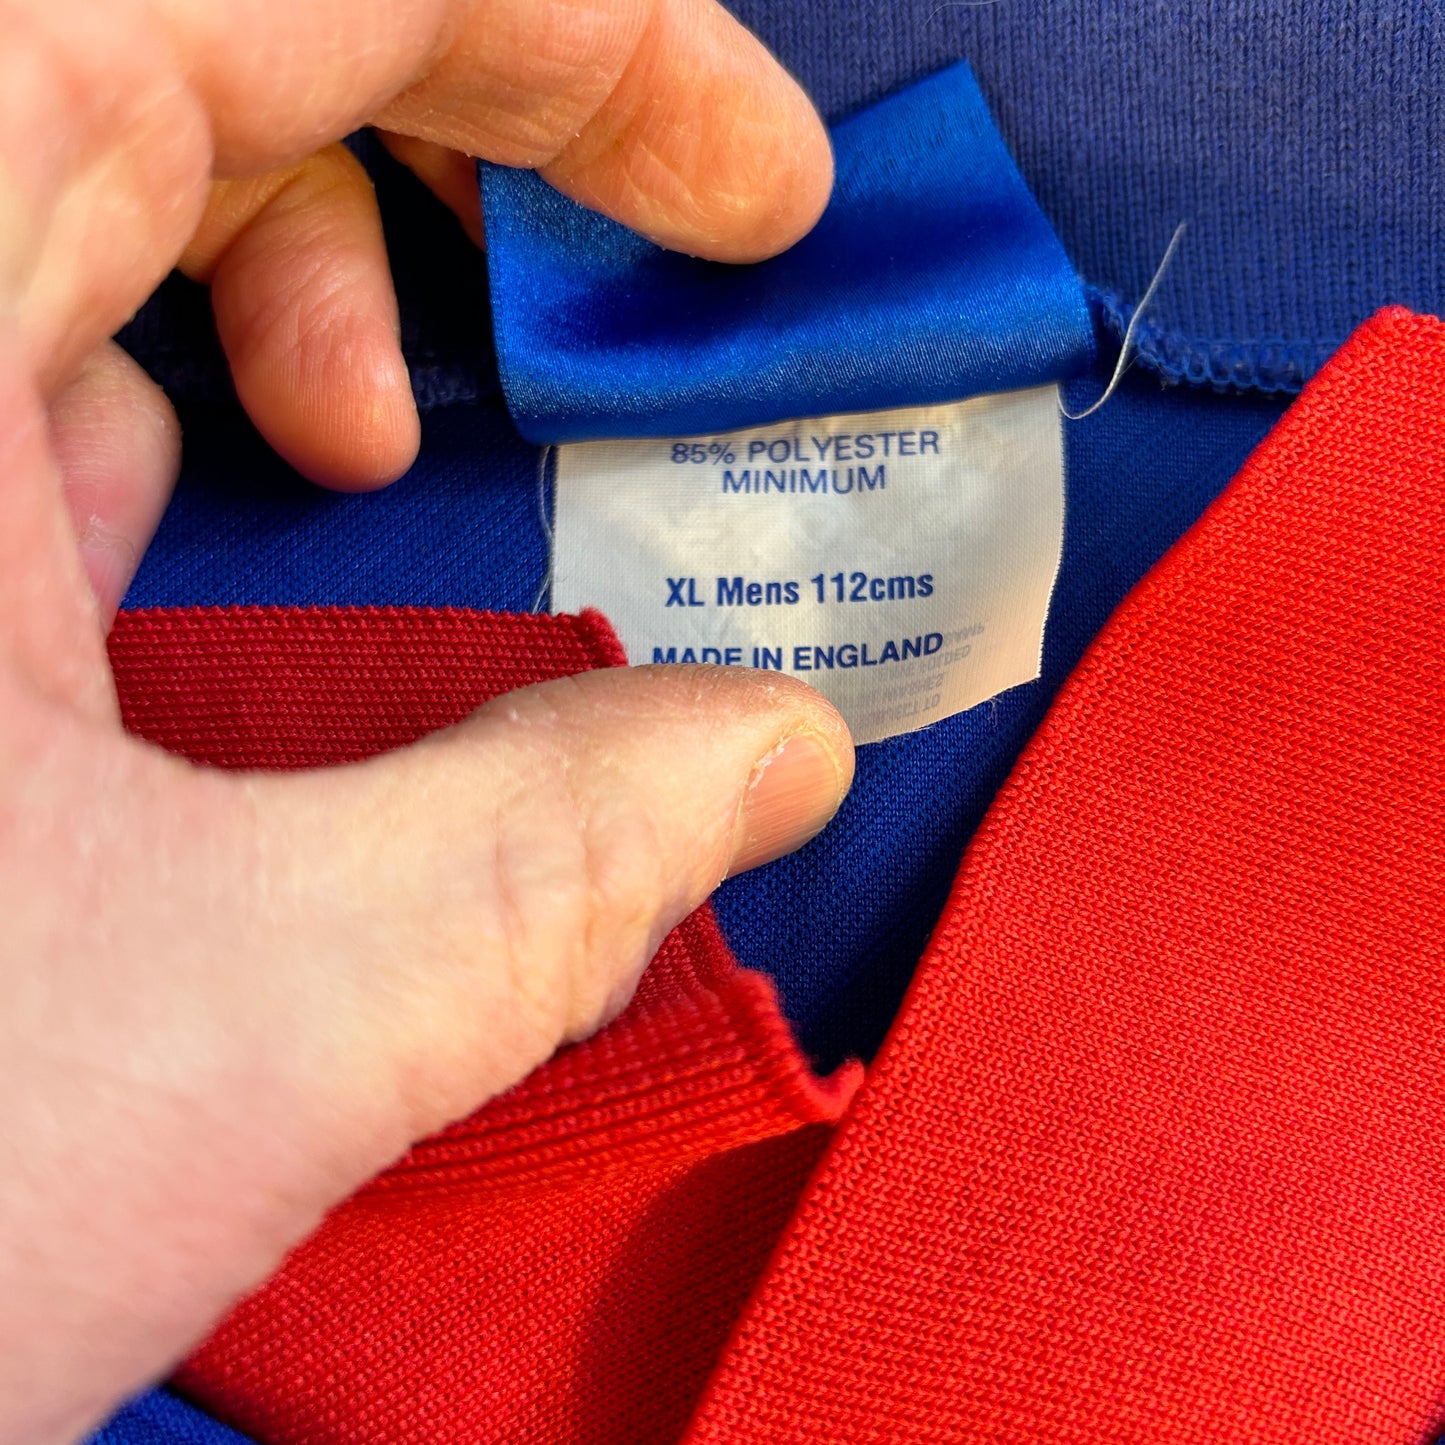 85% POLYESTER
MINIMUM
XL Mens 112cms
MADE IN ENGLAND